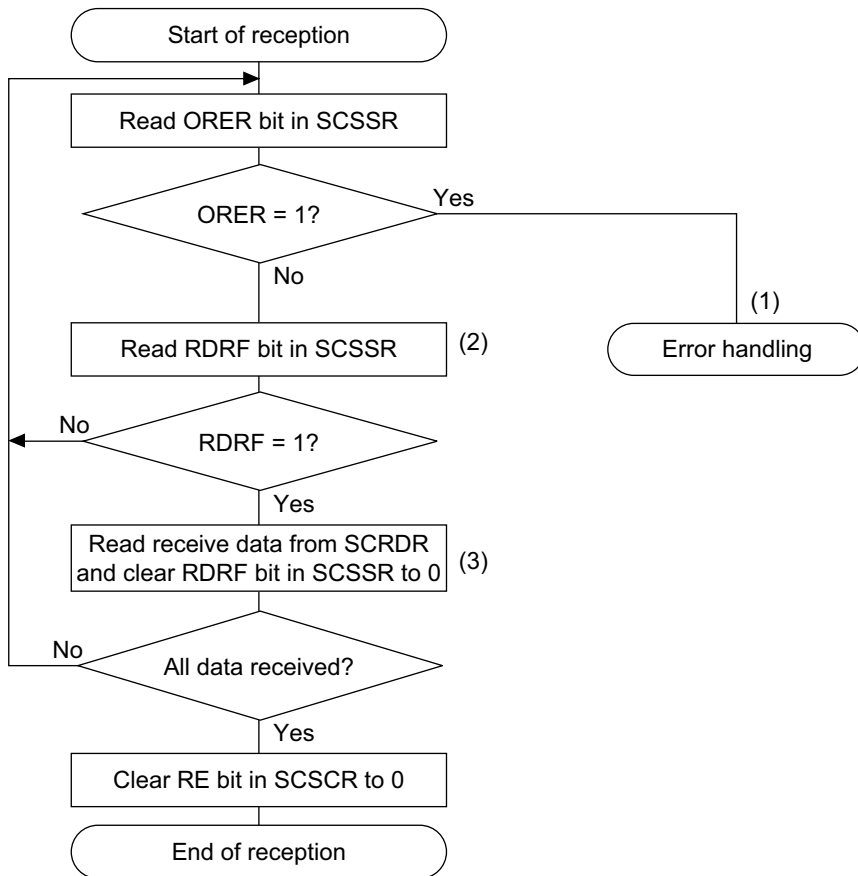 Start of reception
Read ORER bit in SCSSR
Yes
ORER = 1?
No
(1)
Read RDRF bit in SCSSR
(2)
Error handling
No
RDRF = 1?
Yes
Read receive data from SCRDR
and clear RDRF bit in SCSSR to 0
(3)
No
All data received?
Yes
Clear RE bit in SCSCR to 0
End of reception